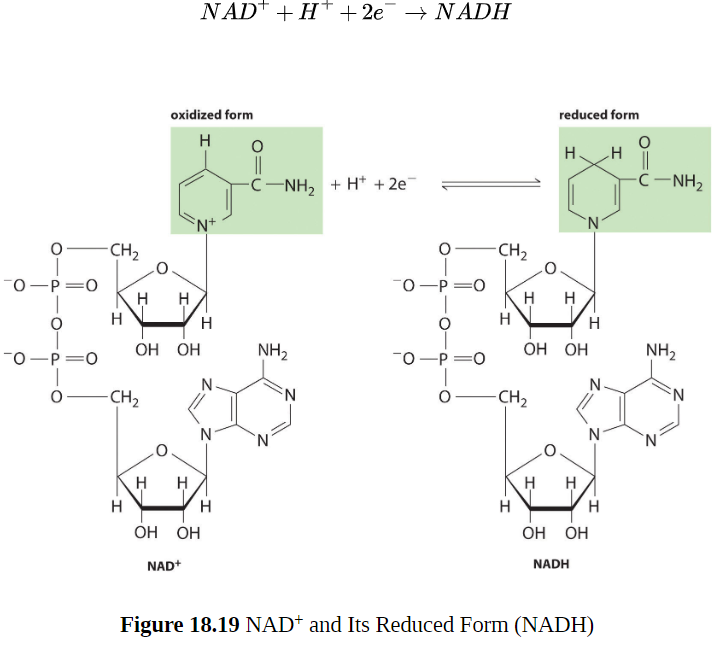 NAD⁺ + H⁺ + 2e⁻ → NADH
oxidized form
reduced form
H
O
C—NH₂
N⁺
+ H⁺ + 2e⁻
H H
O
C—NH₂
N
O CH₂
⁻O—P=O
O
H H
H H
O
OH OH
⁻O—P=O
O CH₂
NH₂
N N
N N
O
H H
H H
OH OH
NAD⁺
O CH₂
⁻O—P=O
O
H H
H H
O
OH OH
⁻O—P=O
O CH₂
NH₂
N N
N N
O
H H
H H
OH OH
NADH
Figure 18.19 NAD⁺ and Its Reduced Form (NADH)